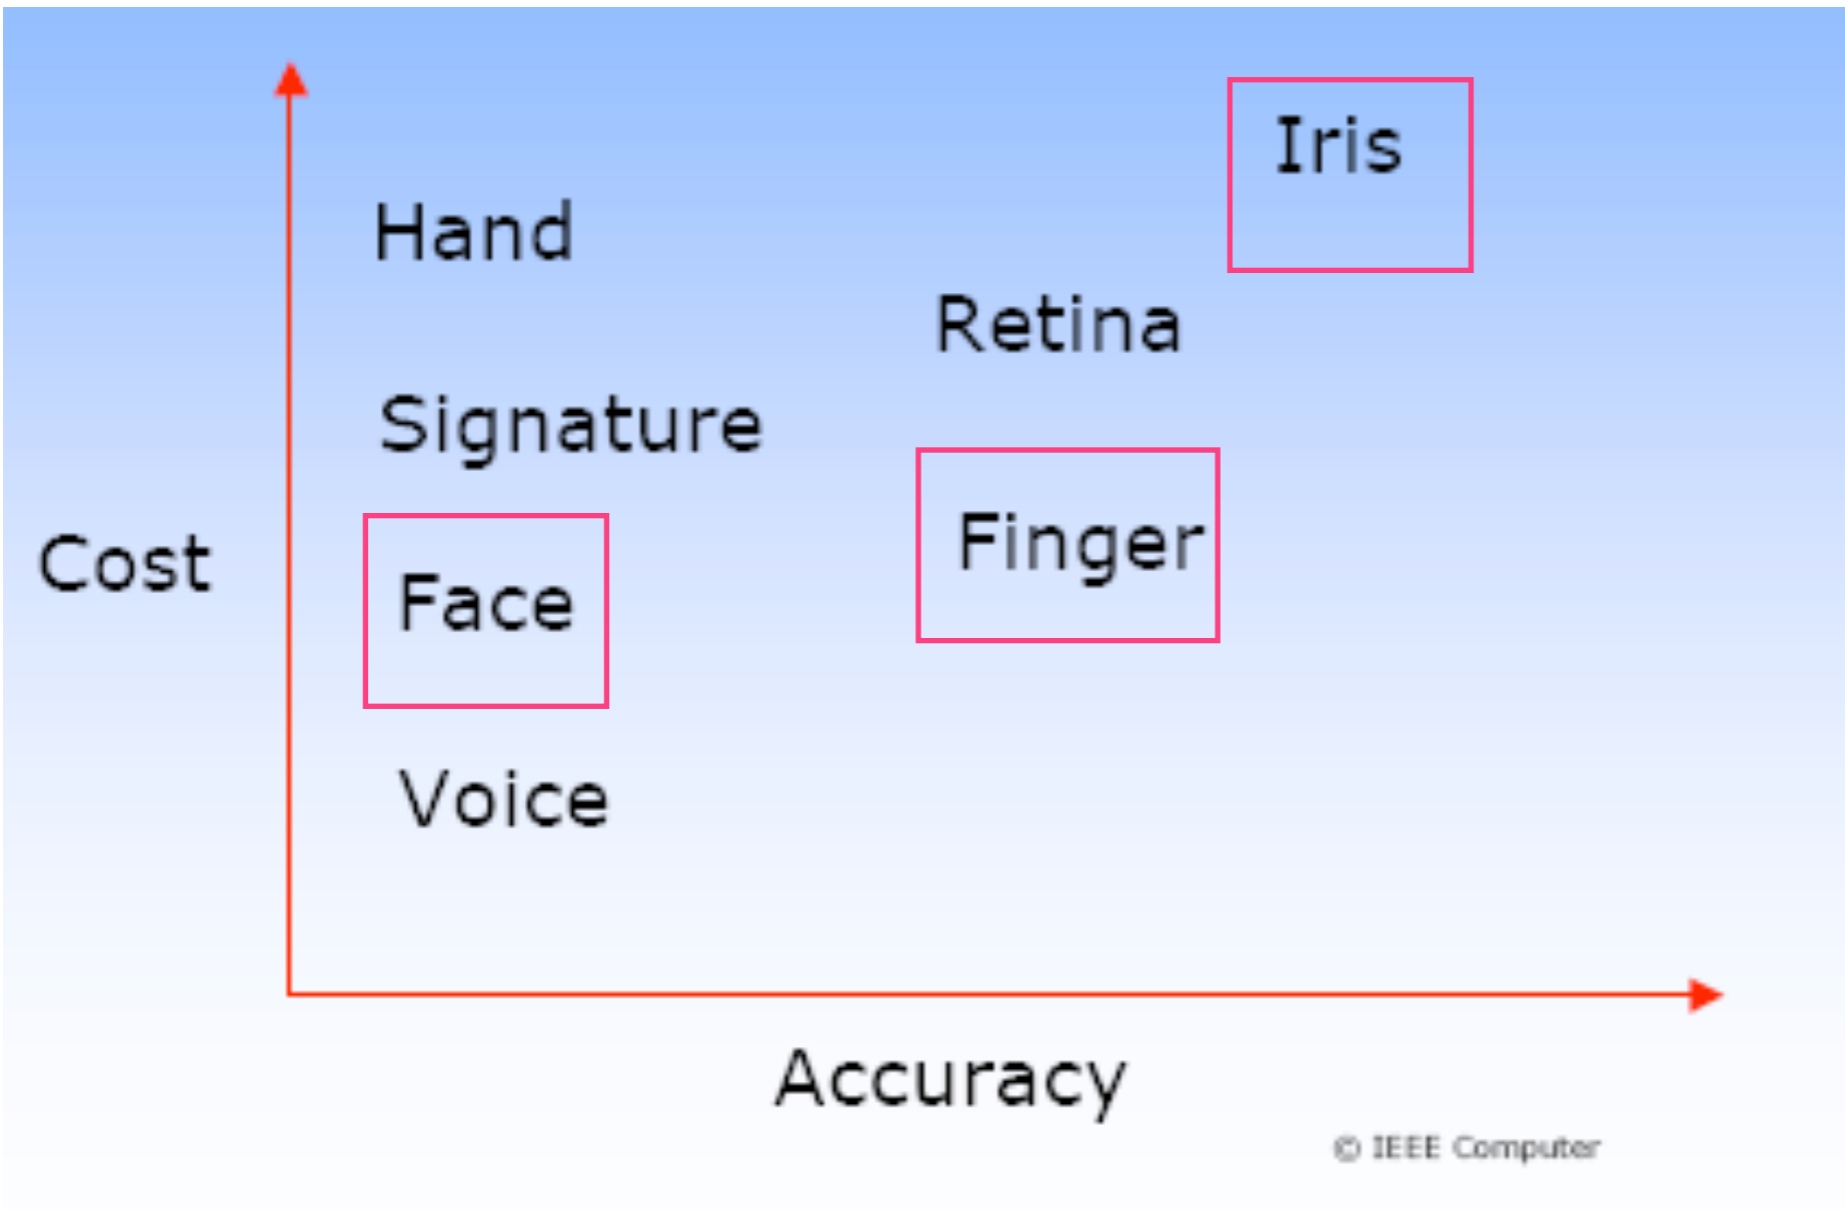 Iris
Hand
Retina
Signature
Finger
Cost
Face
Voice
Accuracy
© IEEE Computer